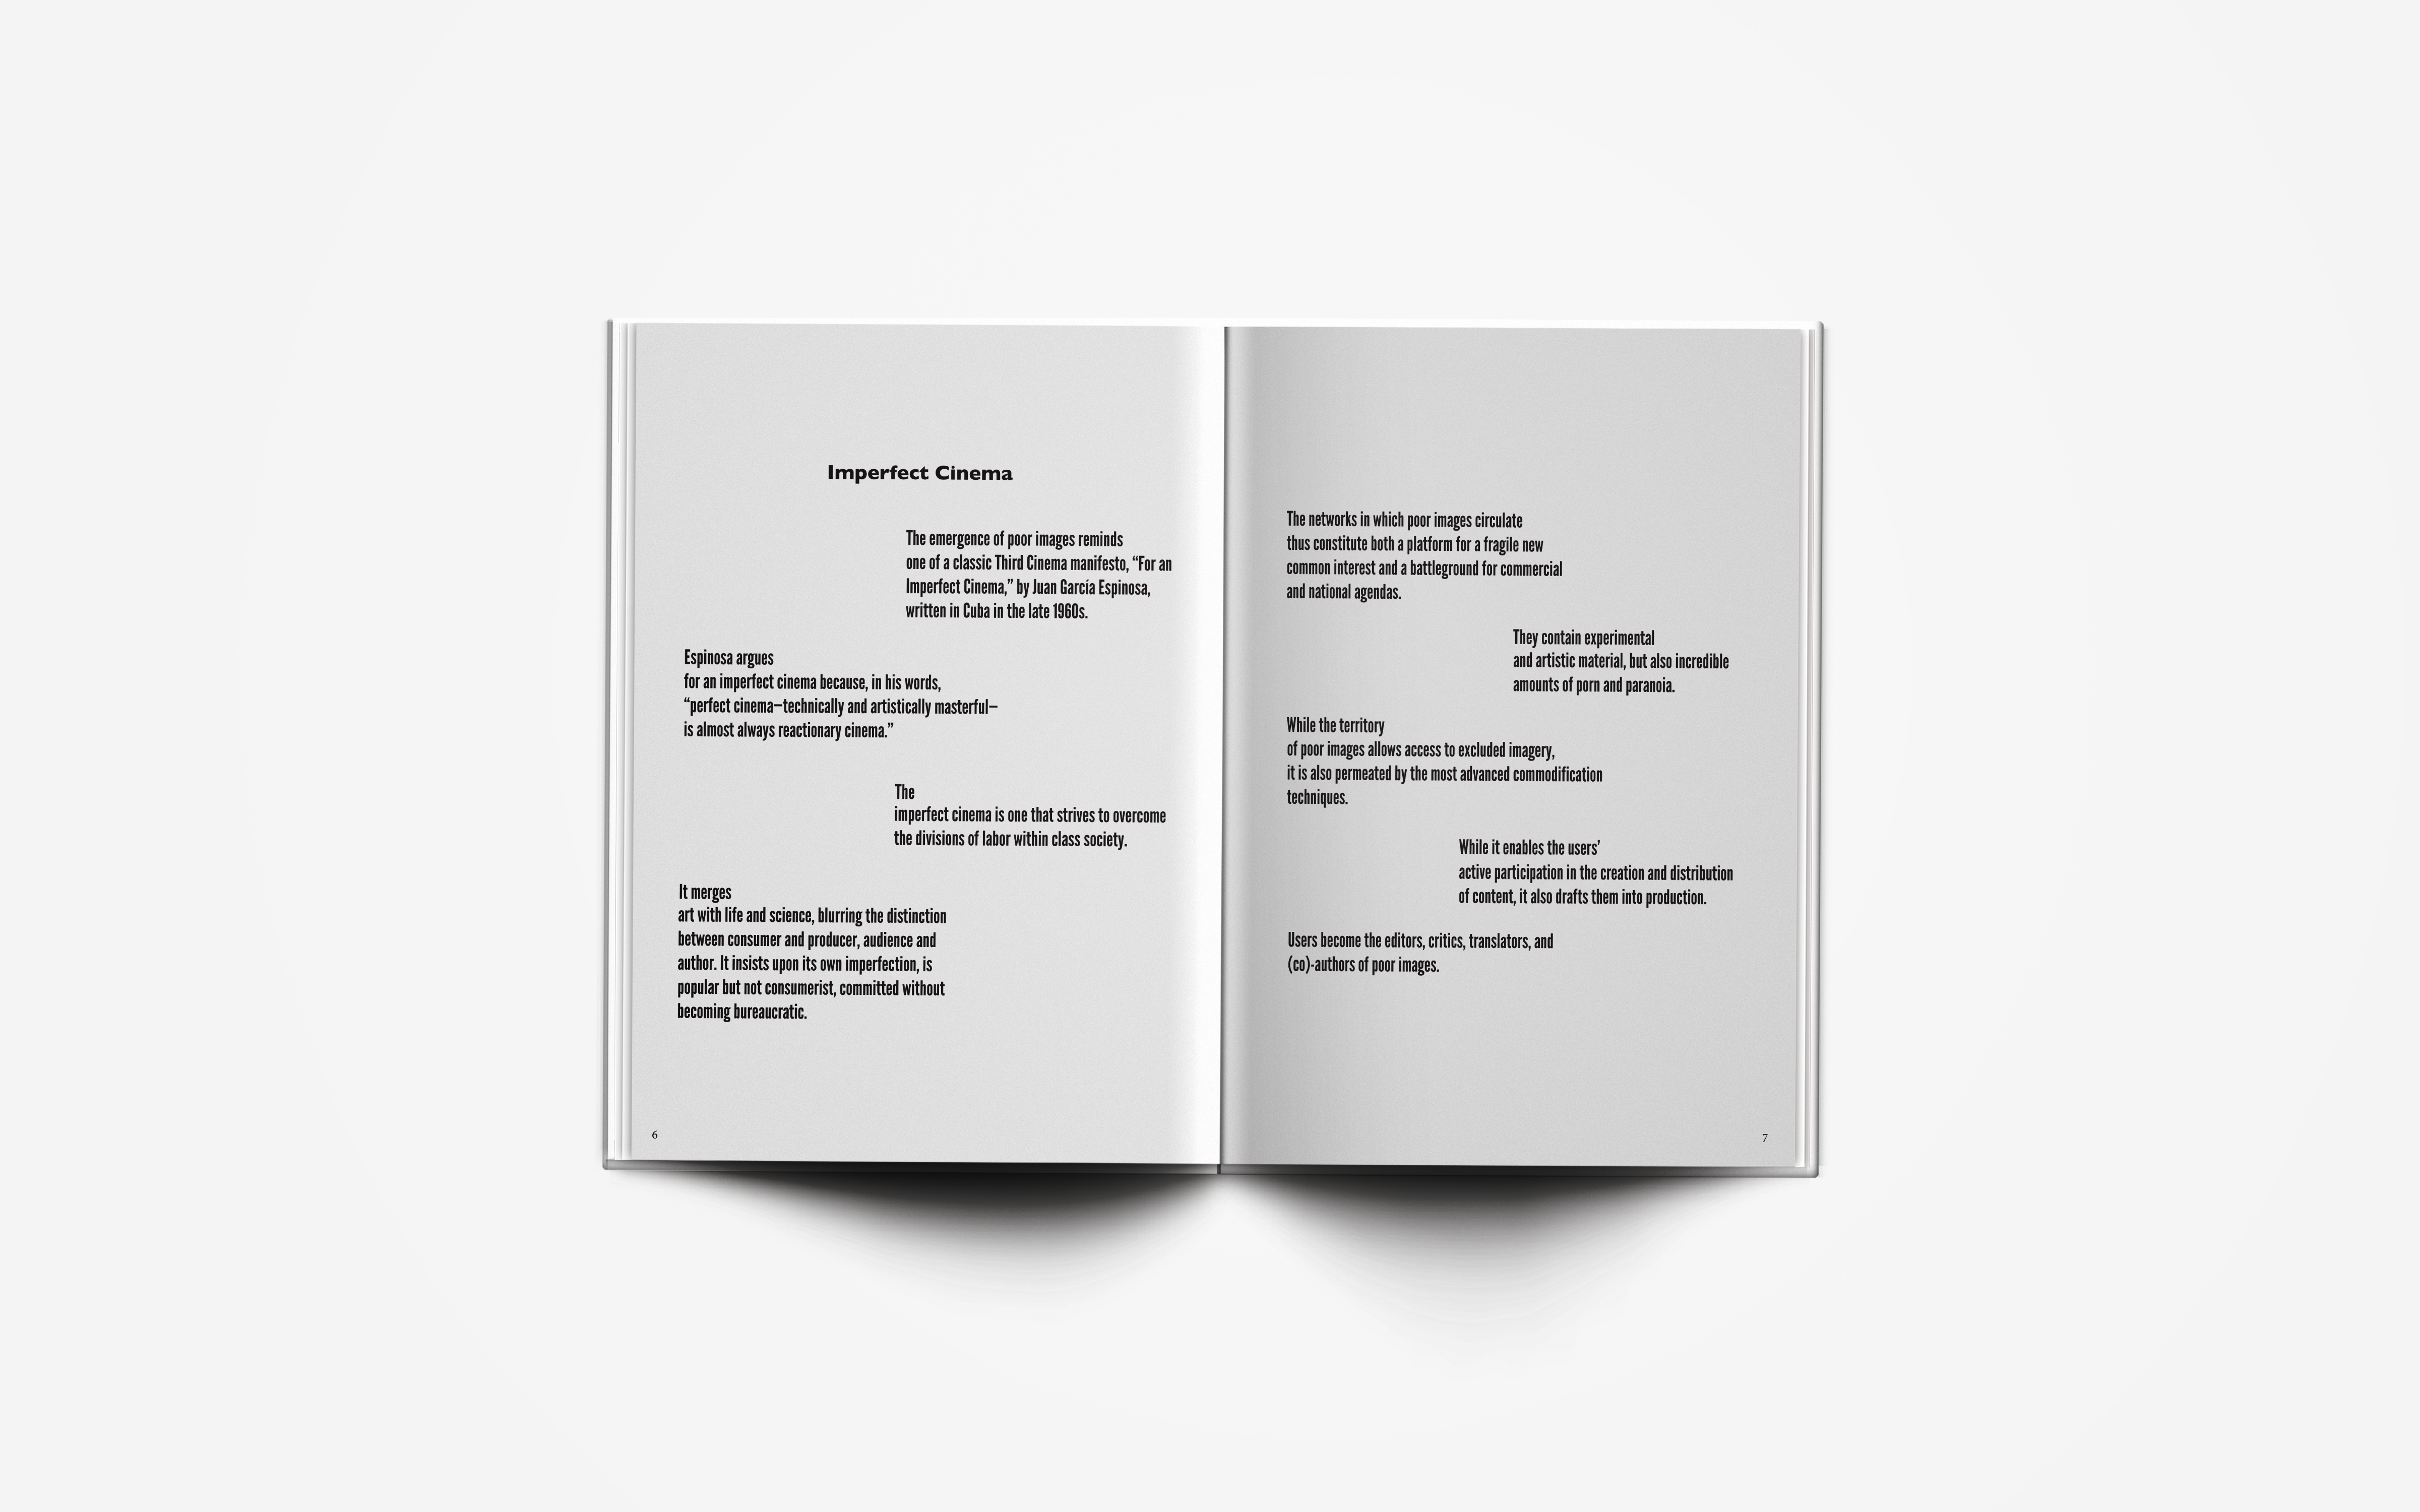 Imperfect Cinema
The emergence of poor images reminds
one of a classic Third Cinema manifesto, “For an
Imperfect Cinema,” by Juan García Espinosa,
written in Cuba in the late 1960s.
Espinosa argues
for an imperfect cinema because, in his words,
“perfect cinema—technically and artistically masterful—
is almost always reactionary cinema.”
The
imperfect cinema is one that strives to overcome
the divisions of labor within class society.
It merges
art with life and science, blurring the distinction
between consumer and producer, audience and
author. It insists upon its own imperfection, is
popular but not consumerist, committed without
becoming bureaucratic.
6
The networks in which poor images circulate
thus constitute both a platform for a fragile new
common interest and a battleground for commercial
and national agendas.
They contain experimental
and artistic material, but also incredible
amounts of porn and paranoia.
While the territory
of poor images allows access to excluded imagery,
it is also permeated by the most advanced commodification
techniques.
While it enables the users’
active participation in the creation and distribution
of content, it also drafts them into production.
Users become the editors, critics, translators, and
(co)-authors of poor images.
7